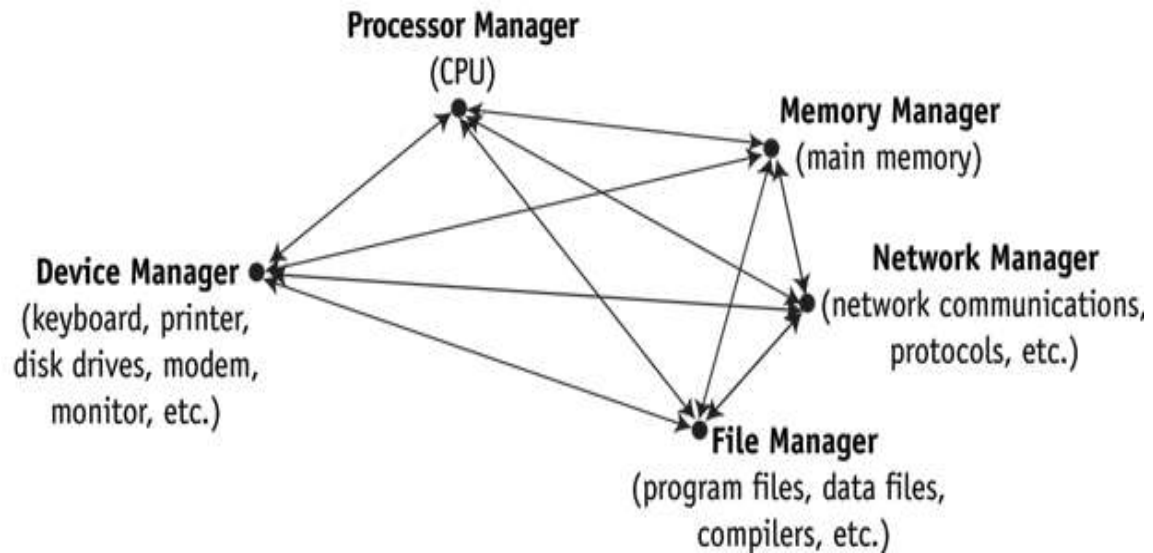 Processor Manager
(CPU)
Memory Manager
(main memory)
Device Manager
(keyboard, printer,
disk drives, modem,
monitor, etc.)
Network Manager
(network communications,
protocols, etc.)
File Manager
(program files, data files,
compilers, etc.)